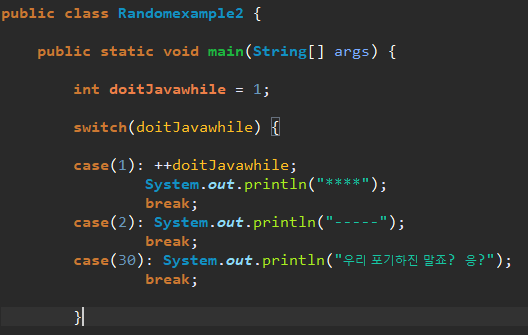 public class Randomexample2 {
public static void main(String[] args) {
int doitJavawhile = 1;
switch(doitJavawhile) {
case(1): ++doitJavawhile;
System.out.println("****");
break;
case(2): System.out.println("-----");
break;
case(30): System.out.println("우리 포기하진 말죠? 응?");
break;
}